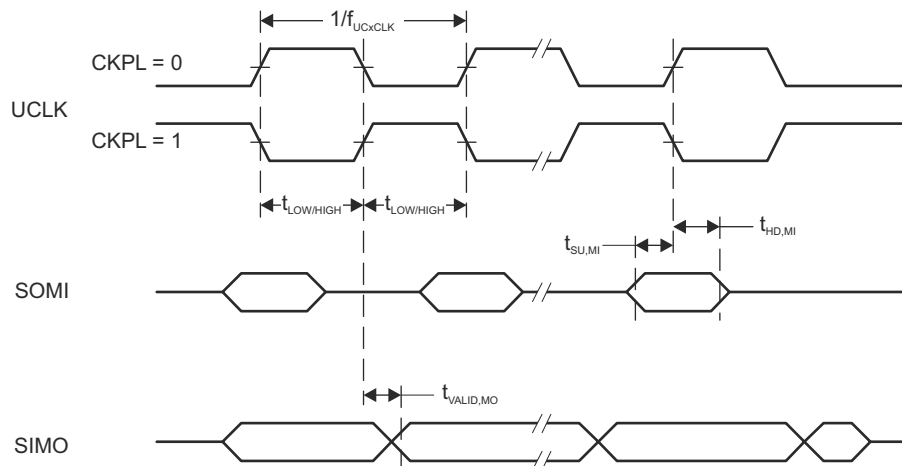 1/fUCxCLK
CKPL = 0
UCLK
CKPL = 1
tLOW/HIGH tLOW/HIGH
tSU,MI
tHD,MI
SOMI
tVALID,MO
SIMO